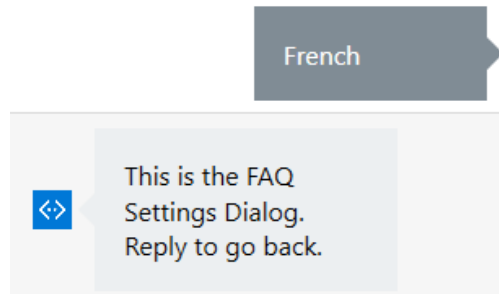 French
This is the FAQ
Settings Dialog.
Reply to go back.